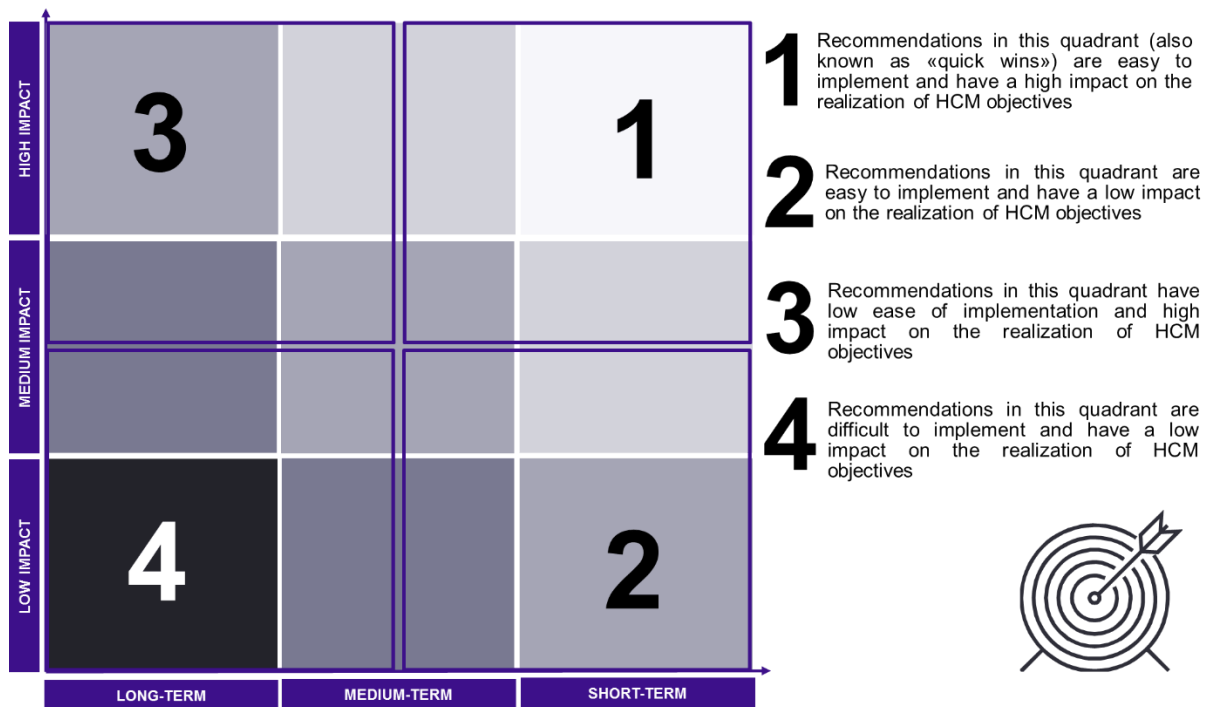 HIGH IMPACT
MEDIUM IMPACT
LOW IMPACT
3
1
4
2
LONG-TERM
MEDIUM-TERM
SHORT-TERM
1
Recommendations in this quadrant (also
known as «quick wins») are easy to
implement and have a high impact on the
realization of HCM objectives
2
Recommendations in this quadrant are
easy to implement and have a low impact
on the realization of HCM objectives
3
Recommendations in this quadrant have
low ease of implementation and high
impact on the realization of HCM
objectives
4
Recommendations in this quadrant are
difficult to implement and have a low
impact on the realization of HCM
objectives